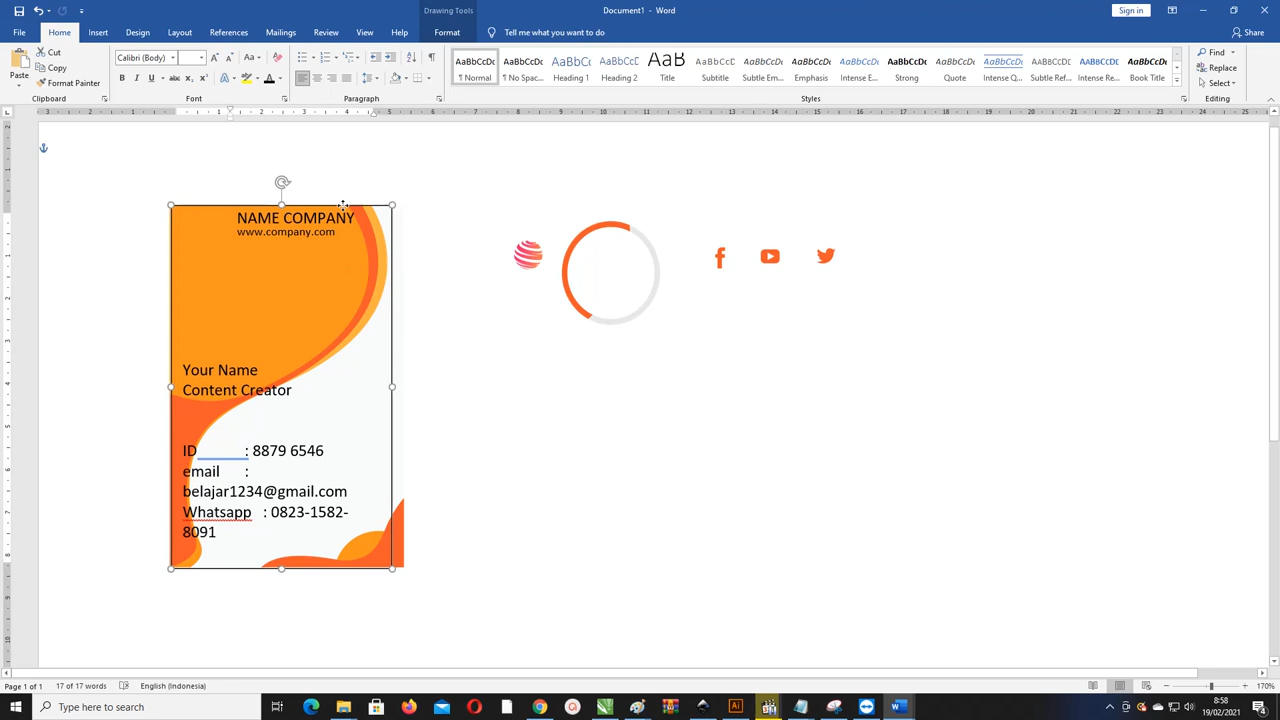 Drawing Tools
Document1 - Word
Sign in
File
Home
Insert
Design
Layout
References
Mailings
Review
View
Help
Format
Tell me what you want to do
Share
Paste
Cut
Copy
Format Painter
Clipboard
Calibri (Body)
Font
Paragraph
AaBbCcDc
¶ Normal
AaBbCcDc
¶ No Spac...
AaBbCc
Heading 1
AaBbCcD
Heading 2
AaB
Title
AaBbCcD
Subtitle
AaBbCcDc
Subtle Em...
AaBbCcDc
Emphasis
AaBbCcDc
Intense E...
AaBbCcDc
Strong
AaBbCcDc
Quote
AaBbCcDc
Intense Q...
AaBbCcDc
Subtle Ref...
AaBbCcDc
Intense Re...
AaBbCcDc
Book Title
Styles
Find
Replace
Select
Editing
NAME COMPANY
www.company.com
Your Name
Content Creator
ID : 8879 6546
email :
belajar1234@gmail.com
Whatsapp : 0823-1582-
8091
Page 1 of 1
17 of 17 words
English (Indonesia)
170%
Type here to search
8:58
19/02/2021